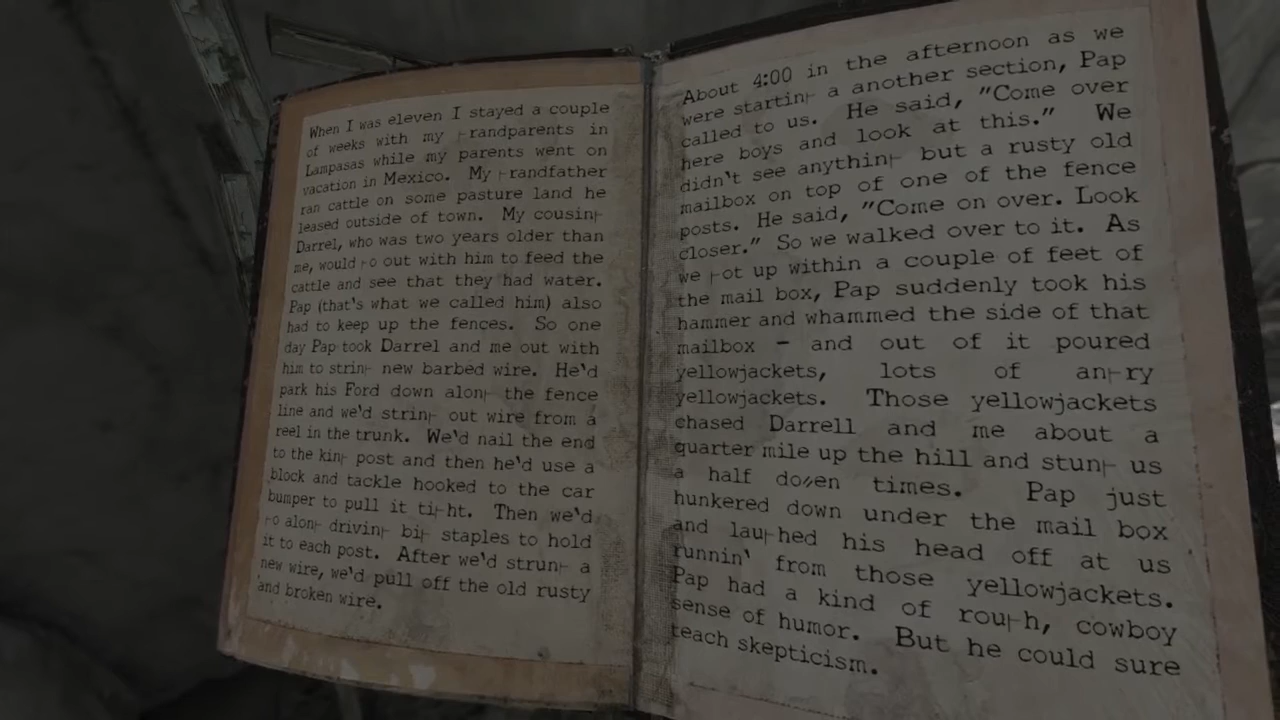 When I was eleven I stayed a couple
of weeks with my grandparents in
Lampasas while my parents went on
vacation in Mexico. My grandfather
ran cattle on some pasture land he
leased outside of town. My cousing
Darrel, who was two years older than
me, would go out with him to feed the
cattle and see that they had water.
Pap (that's what we called him) also
had to keep up the fences. So one
day Pap took Darrel and me out with
him to string new barbed wire. He'd
park his Ford down along the fence
line and we'd string out wire from a
reel in the trunk. We'd nail the end
to the king post and then he'd use a
block and tackle hooked to the car
bumper to pull it tight. Then we'd
go along driving big staples to hold
it to each post. After we'd strung a
new wire, we'd pull off the old rusty
and broken wire.
About 4:00 in the afternoon as we
were starting a another section, Pap
called to us. He said, "Come over
here boys and look at this." We
didn't see anything but a rusty old
mailbox on top of one of the fence
posts. He said, "Come on over. Look
closer." So we walked over to it. As
we got up within a couple of feet of
the mail box, Pap suddenly took his
hammer and whammed the side of that
mailbox - and out of it poured
yellowjackets, lots of angry
yellowjackets. Those yellowjackets
chased Darrell and me about a
quarter mile up the hill and stung us
a half dozen times. Pap just
hunkered down under the mail box
and laughed his head off at us
runnin' from those yellowjackets.
Pap had a kind of rough, cowboy
sense of humor. But he could sure
teach skepticism.